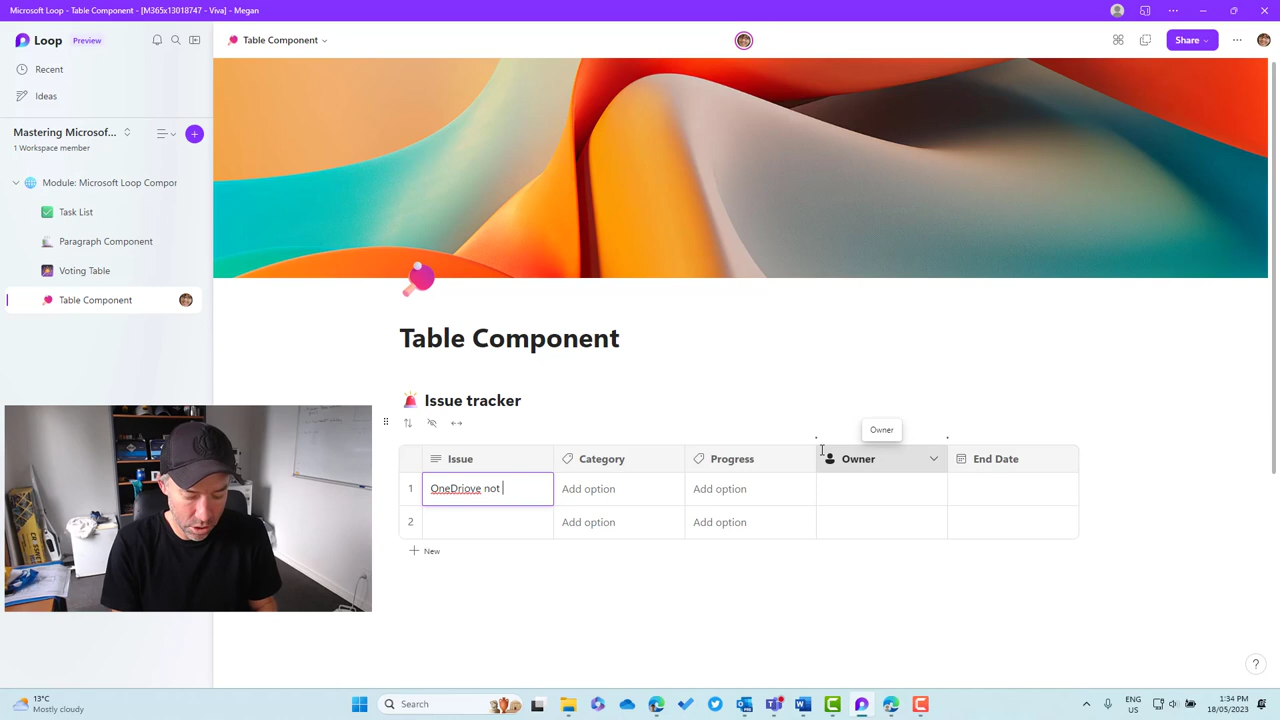 Microsoft Loop - Table Component - [M365x13018747 - Viva] - Megan
Loop Preview
Table Component
Share
Recent
Ideas
Mastering Microsof...
1 Workspace member
Module: Microsoft Loop Compor
Task List
Paragraph Component
Voting Table
Table Component
Table Component
Issue tracker
Owner
Issue Category Progress Owner End Date
1 OneDriove not Add option Add option
2 Add option Add option
New
13°C
Mostly cloudy
Search
ENG
US
1:34 PM
18/05/2023